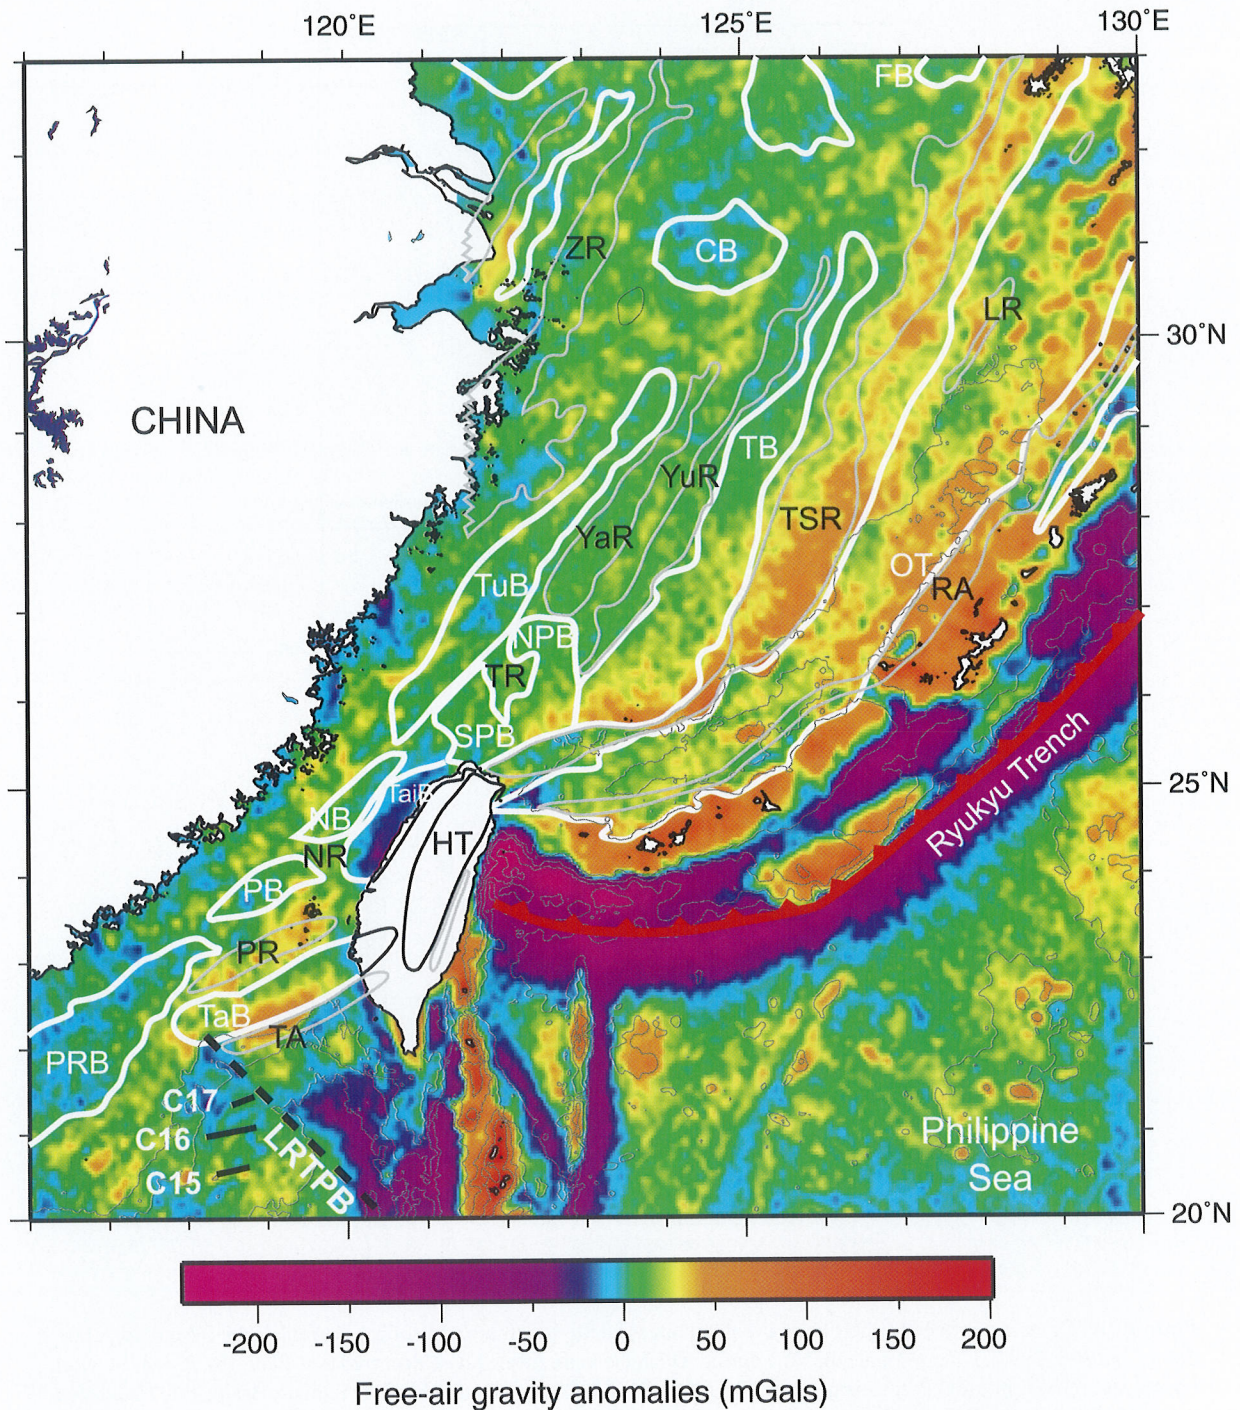 120°E 125°E 130°E
FB
ZR
CB
LR
30°N
CHINA
TB
YuR
TSR
YaR
OT
TuB
RA
NPB
TR
SPB
Ryukyu Trench
25°N
TaiB
NB
HT
NR
PB
PR
TaB
TA
PRB
C17
C16
LRTPB
C15
Philippine
Sea
20°N
-200 -150 -100 -50 0 50 100 150 200
Free-air gravity anomalies (mGals)